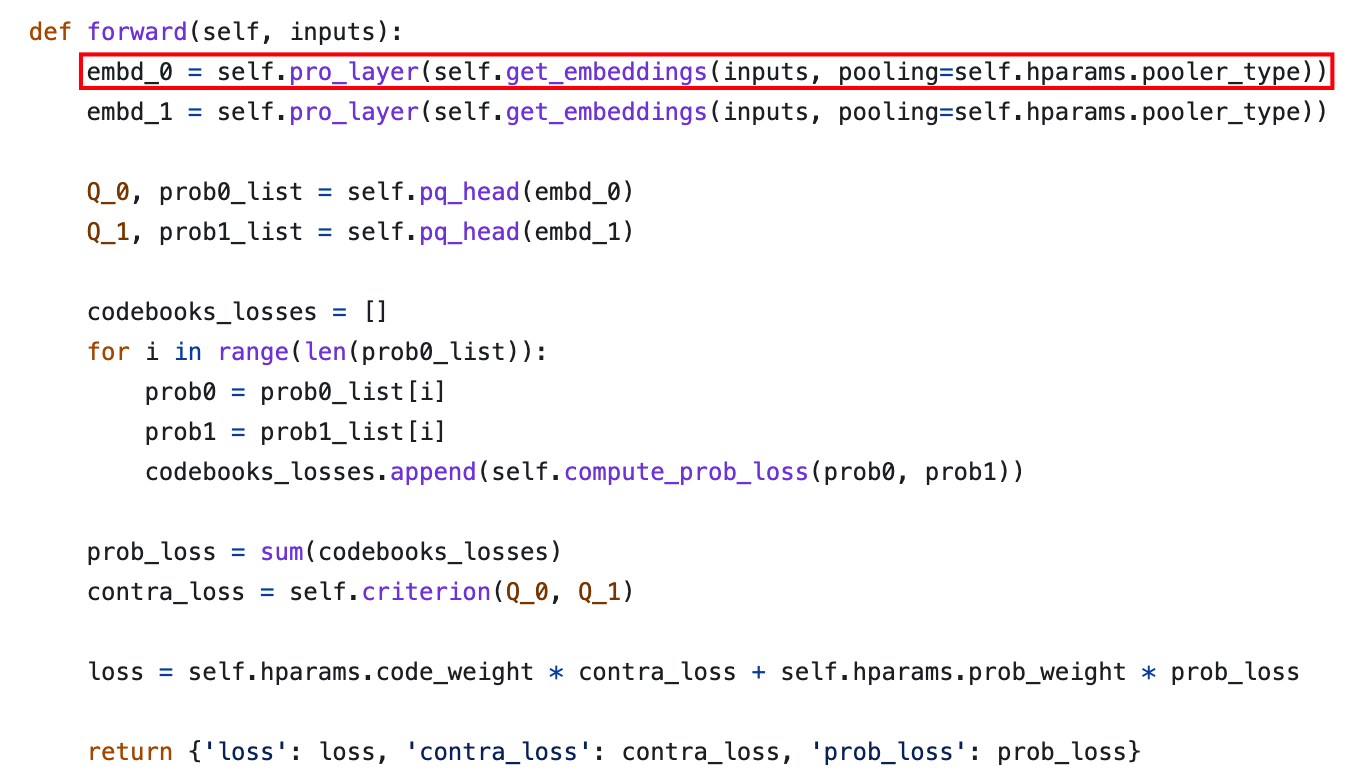 def forward(self, inputs):
    embd_0 = self.pro_layer(self.get_embeddings(inputs, pooling=self.hparams.pooler_type))
    embd_1 = self.pro_layer(self.get_embeddings(inputs, pooling=self.hparams.pooler_type))

    Q_0, prob0_list = self.pq_head(embd_0)
    Q_1, prob1_list = self.pq_head(embd_1)

    codebooks_losses = []
    for i in range(len(prob0_list)):
        prob0 = prob0_list[i]
        prob1 = prob1_list[i]
        codebooks_losses.append(self.compute_prob_loss(prob0, prob1))

    prob_loss = sum(codebooks_losses)
    contra_loss = self.criterion(Q_0, Q_1)

    loss = self.hparams.code_weight * contra_loss + self.hparams.prob_weight * prob_loss

    return {'loss': loss, 'contra_loss': contra_loss, 'prob_loss': prob_loss}